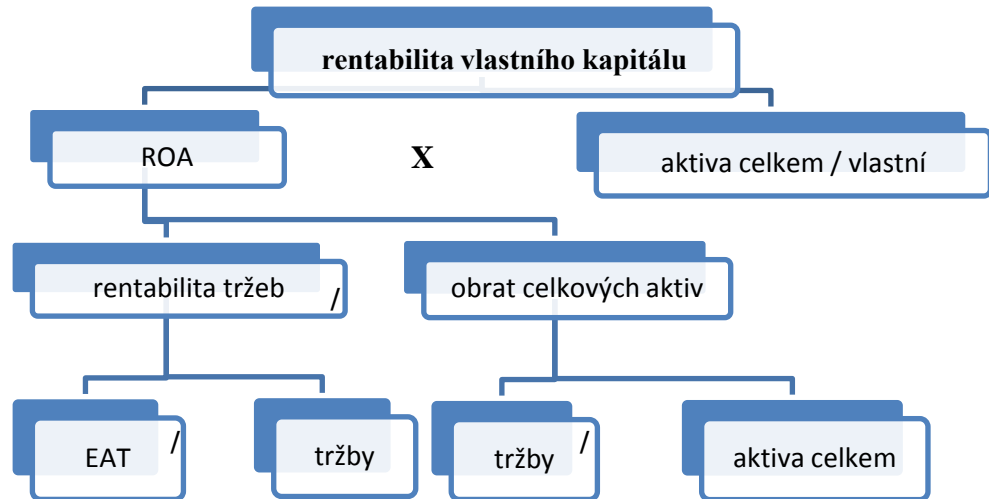 rentabilita vlastního kapitálu
ROA
X
aktiva celkem / vlastní
rentabilita tržeb /
obrat celkových aktiv
EAT /
tržby
tržby /
aktiva celkem